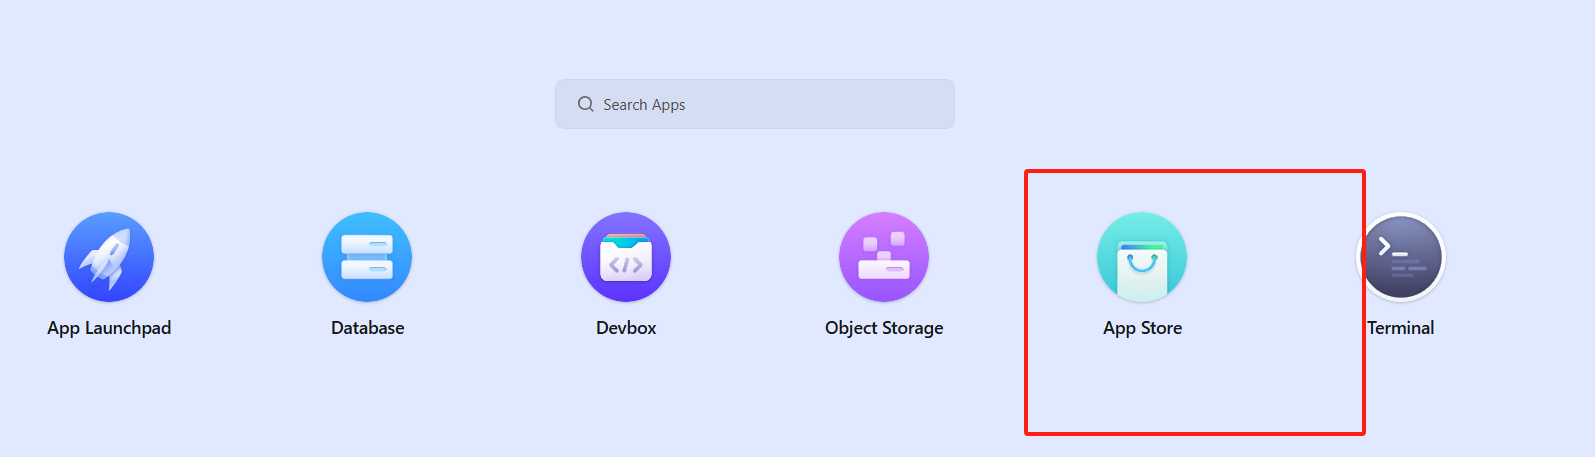 Search Apps
App Launchpad
Database
Devbox
Object Storage
App Store
Terminal